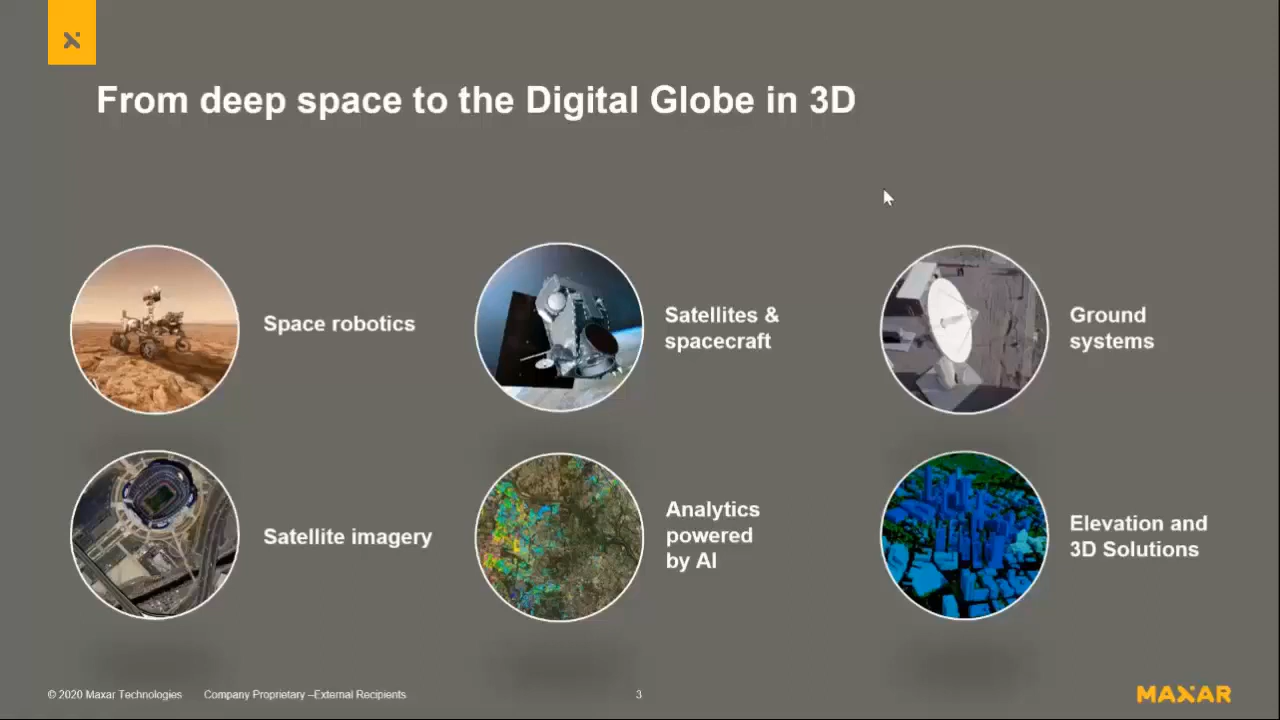 From deep space to the Digital Globe in 3D
Space robotics
Satellites &
spacecraft
Ground
systems
Satellite imagery
Analytics
powered
by AI
Elevation and
3D Solutions
© 2020 Maxar Technologies
Company Proprietary –External Recipients
3
MAXAR